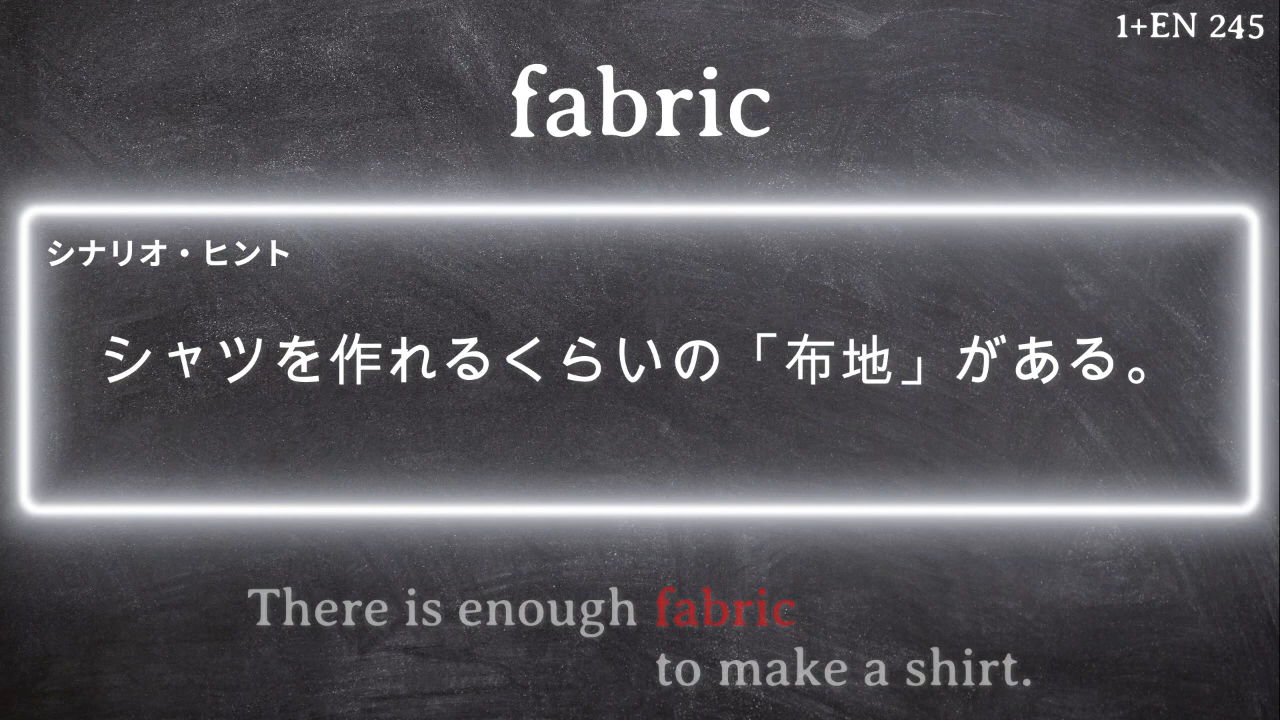 1+EN 245
fabric
シナリオ・ヒント
シャツを作れるくらいの「布地」がある。
There is enough fabric
to make a shirt.